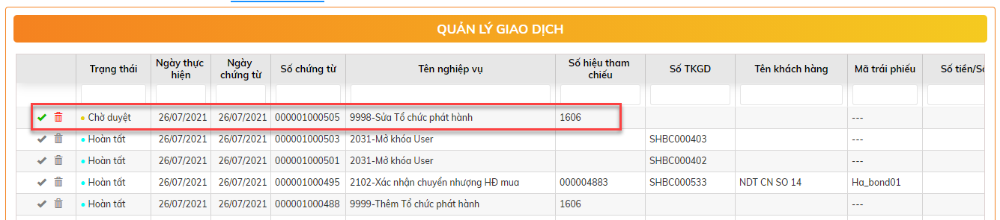 QUẢN LÝ GIAO DỊCH
Trạng thái Ngày thực hiện Ngày chứng từ Số chứng từ Tên nghiệp vụ Số hiệu tham chiếu Số TKGD Tên khách hàng Mã trái phiếu Số tiền/Số
Chờ duyệt 26/07/2021 26/07/2021 000001000505 9998-Sửa Tổ chức phát hành 1606 ---
Hoàn tất 26/07/2021 26/07/2021 000001000503 2031-Mở khóa User SHBC000403 ---
Hoàn tất 26/07/2021 26/07/2021 000001000501 2031-Mở khóa User SHBC000402 ---
Hoàn tất 26/07/2021 26/07/2021 000001000495 2102-Xác nhận chuyển nhượng HĐ mua 000004883 SHBC000533 NDT CN SO 14 Ha_bond01
Hoàn tất 26/07/2021 26/07/2021 000001000488 9999-Thêm Tổ chức phát hành 1606 ---